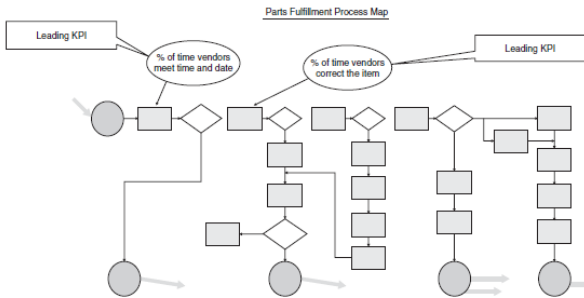 Parts Fulfillment Process Map
Leading KPI
% of time vendors
meet time and date
% of time vendors
correct the item
Leading KPI